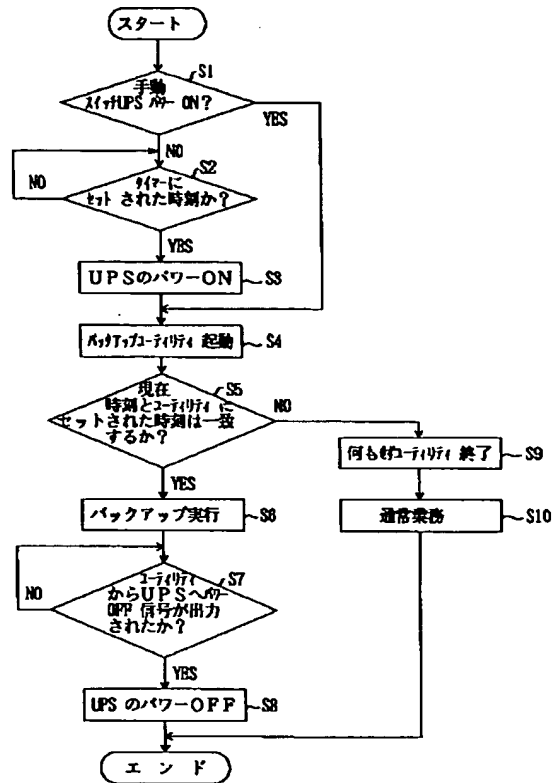 スタート
S1
手動
スイッチUPS パワー ON?
YES
NO
S2
NO
タイマーに
セット された時刻か?
YES
UPSのパワーON
S3
バックアップユーティリティ 起動
S4
S5
現在
時刻とユーティリティ に
セットされた時刻は一致
するか?
NO
YES
何もせずユーティリティ 終了
S9
バックアップ実行
S6
通常業務
S10
S7
ユーティリティ
からUPSへパワー
OFF 信号が出力
されたか?
NO
YES
UPS のパワーOFF
S8
エンド